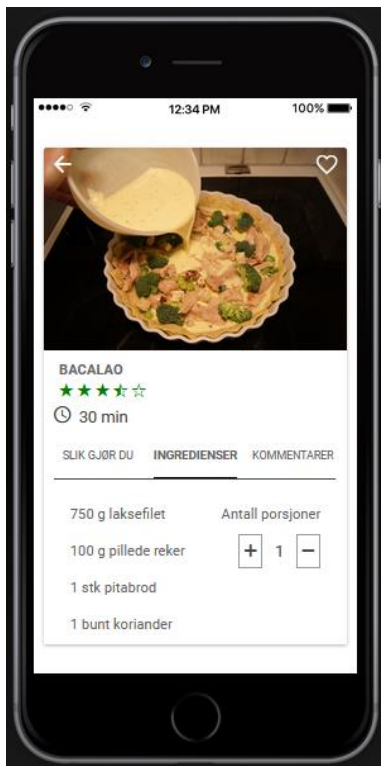 12:34 PM 100%
BACALAO
30 min
SLIK GJØR DU INGREDIENSER KOMMENTARER
750 g laksefilet Antall porsjoner
100 g pillede reker + 1 −
1 stk pitabrod
1 bunt koriander